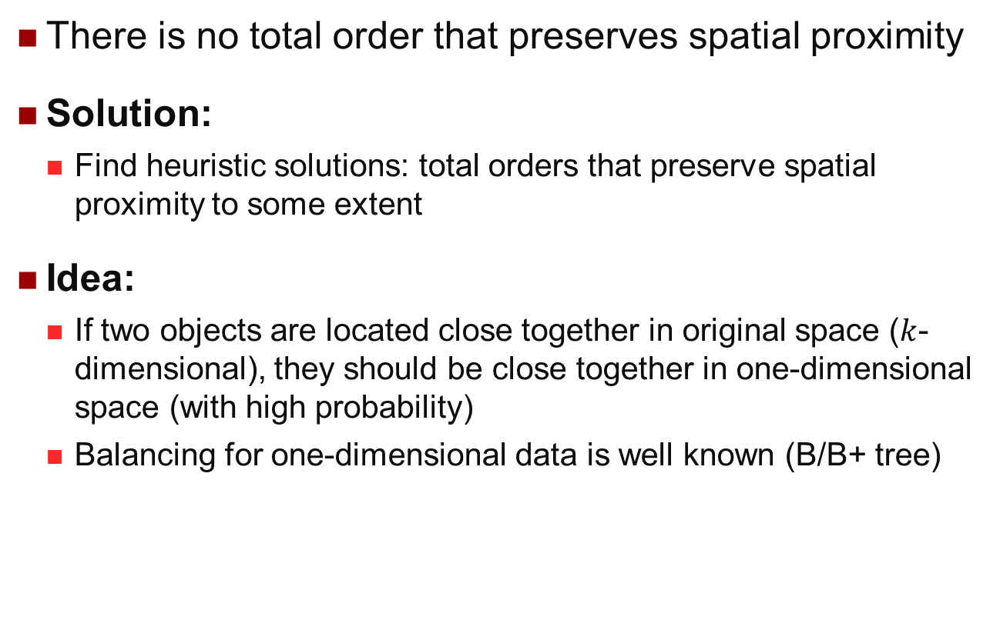 There is no total order that preserves spatial proximity
Solution:
Find heuristic solutions: total orders that preserve spatial
proximity to some extent
Idea:
If two objects are located close together in original space (k-
dimensional), they should be close together in one-dimensional
space (with high probability)
Balancing for one-dimensional data is well known (B/B+ tree)